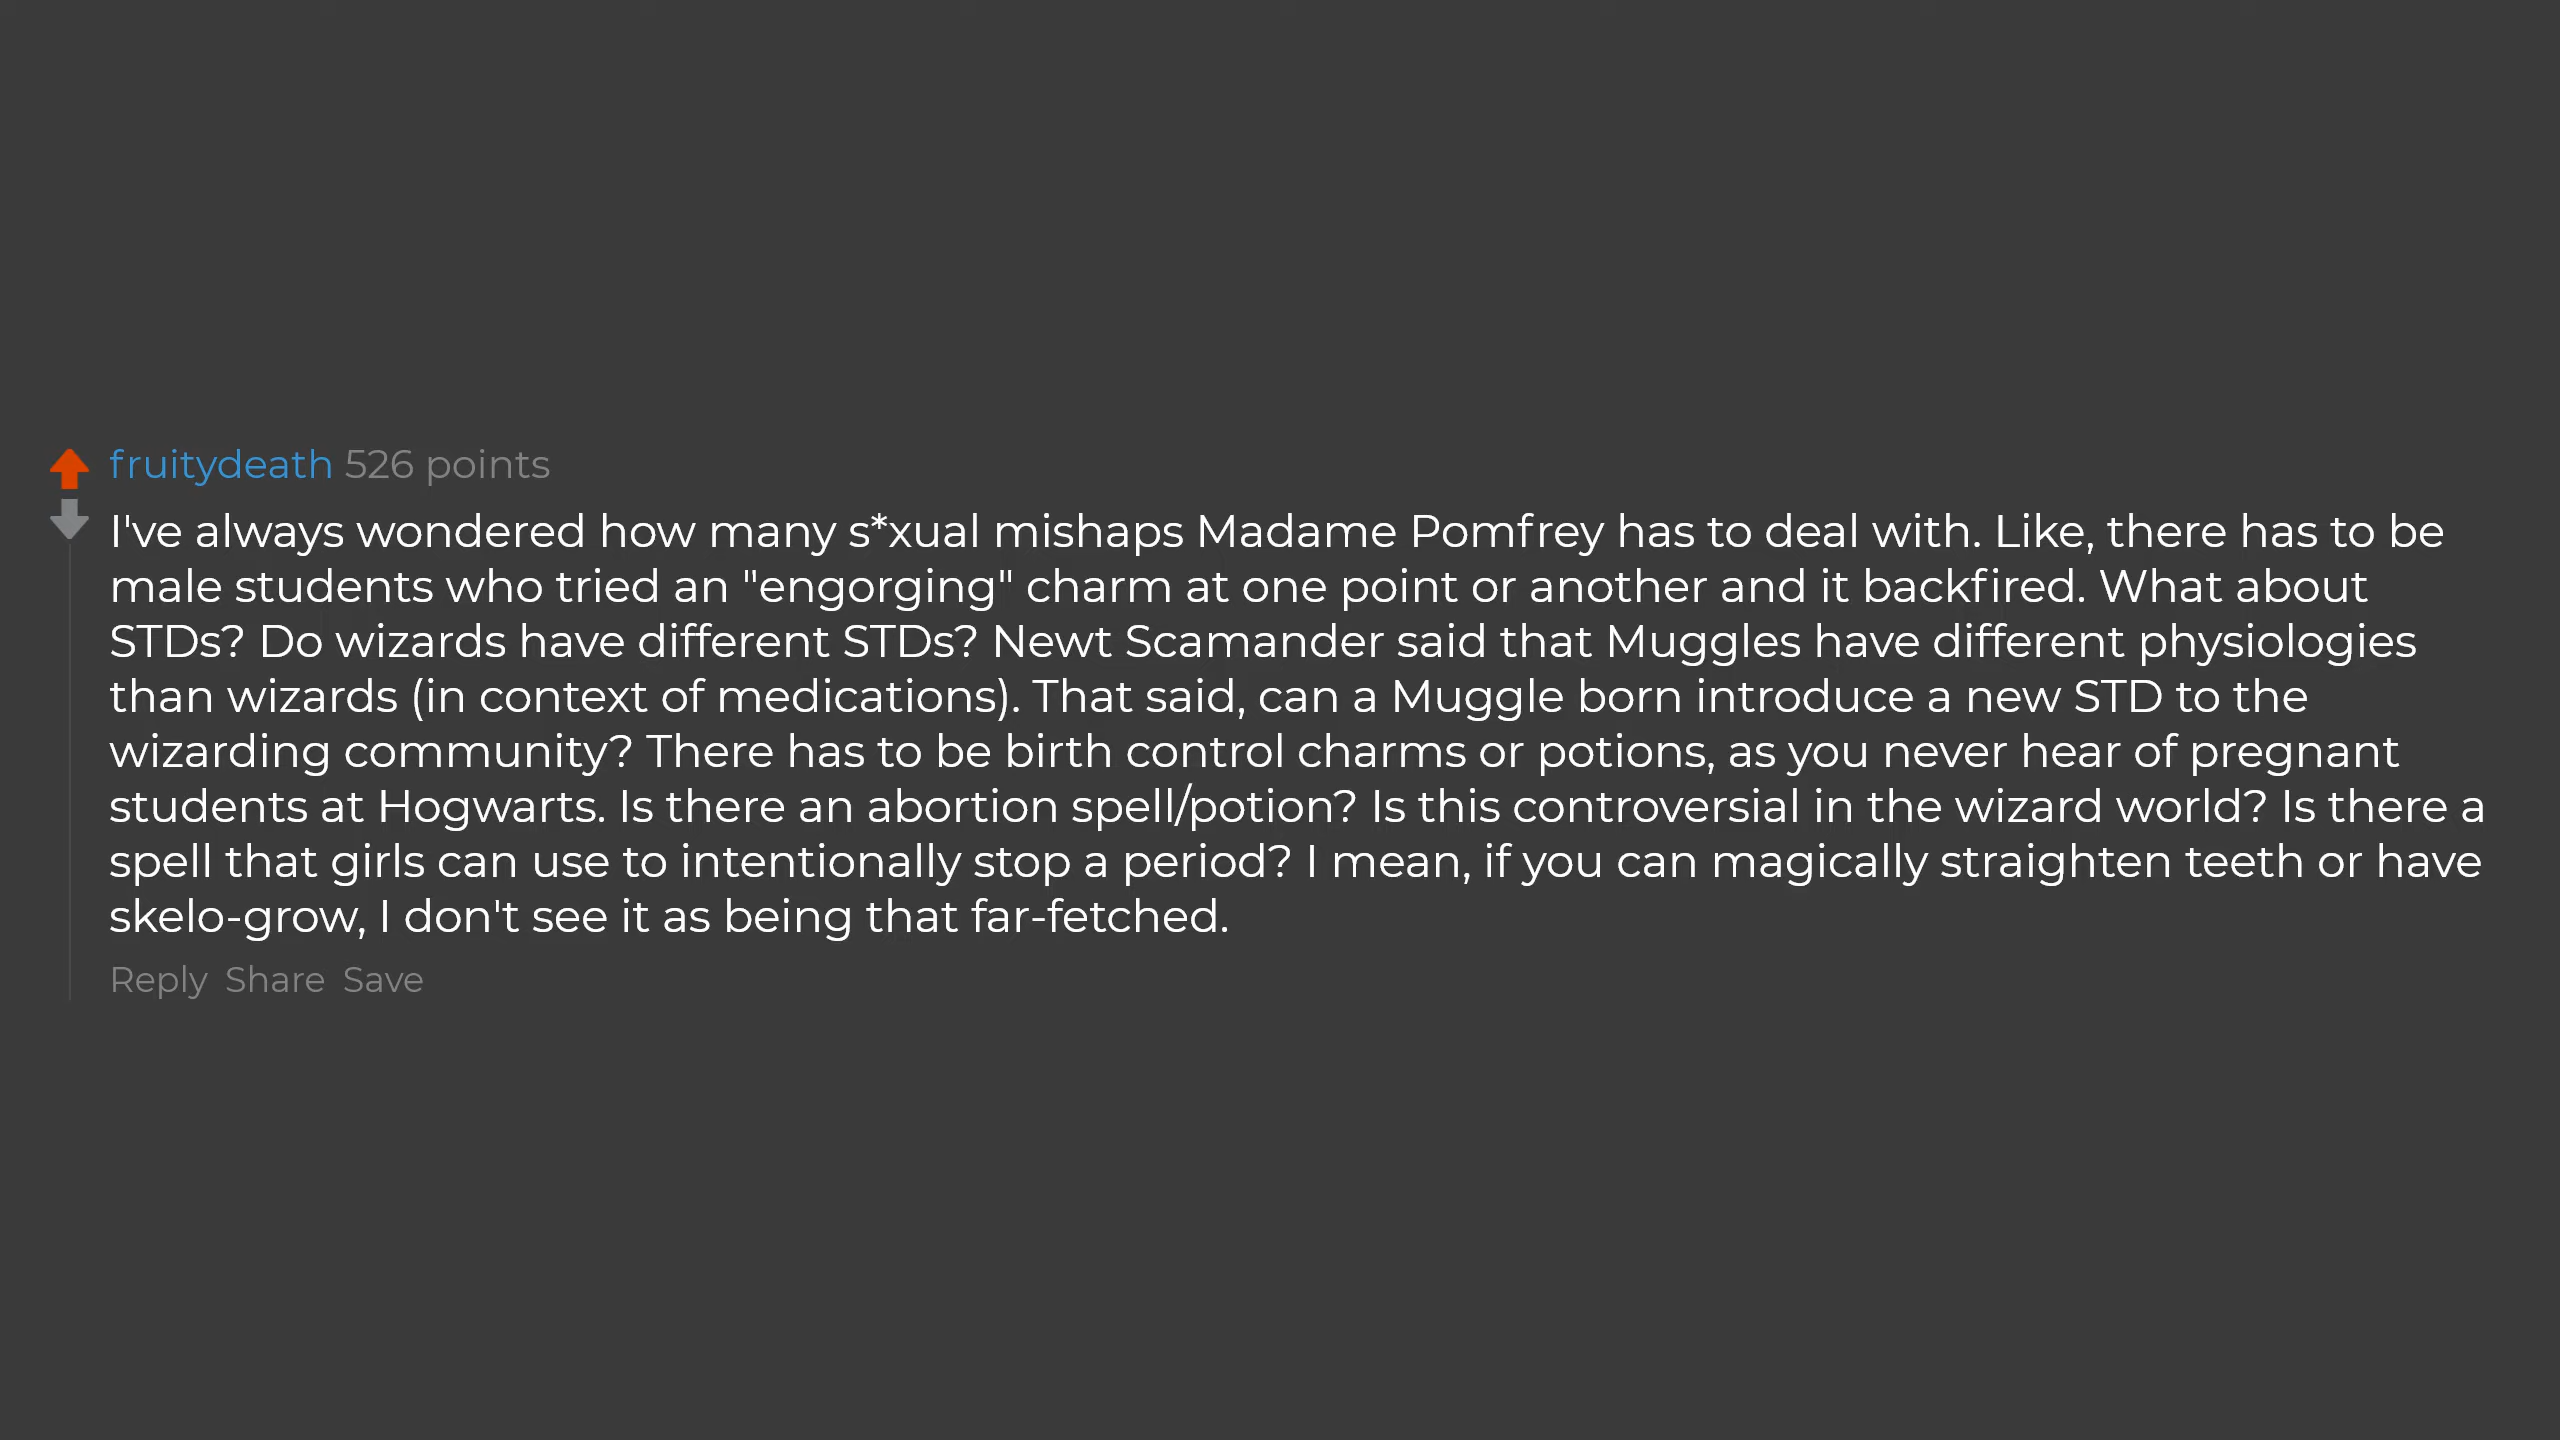 fruitydeath 526 points
I've always wondered how many s*xual mishaps Madame Pomfrey has to deal with. Like, there has to be
male students who tried an "engorging" charm at one point or another and it backfired. What about
STDs? Do wizards have different STDs? Newt Scamander said that Muggles have different physiologies
than wizards (in context of medications). That said, can a Muggle born introduce a new STD to the
wizarding community? There has to be birth control charms or potions, as you never hear of pregnant
students at Hogwarts. Is there an abortion spell/potion? Is this controversial in the wizard world? Is there a
spell that girls can use to intentionally stop a period? I mean, if you can magically straighten teeth or have
skelo-grow, I don't see it as being that far-fetched.
Reply Share Save